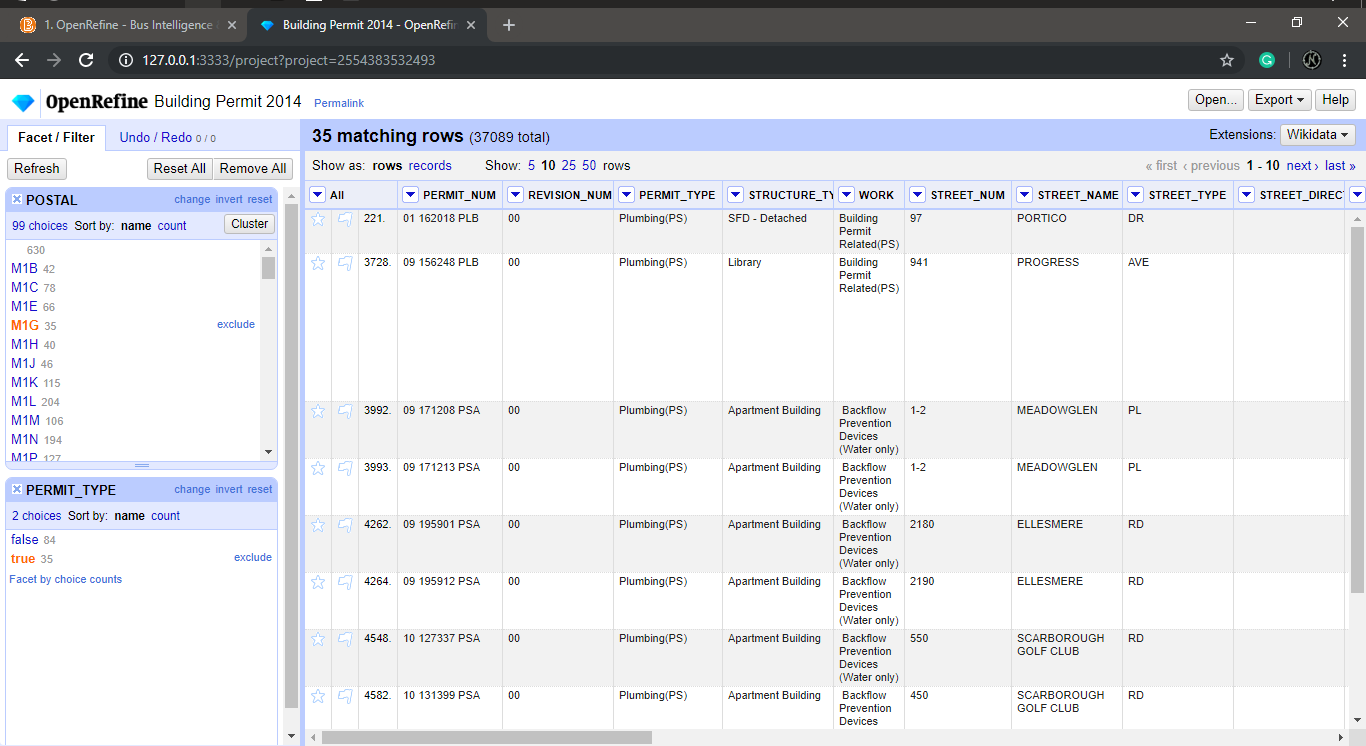 1. OpenRefine - Bus Intelligence
Building Permit 2014 - OpenRefin
127.0.0.1:3333/project?project=2554383532493
OpenRefine Building Permit 2014 Permalink
Open... Export Help
Facet / Filter Undo / Redo 0 / 0
Refresh Reset All Remove All
POSTAL change invert reset
99 choices Sort by: name count Cluster
630
M1B 42
M1C 78
M1E 66
M1G 35 exclude
M1H 40
M1J 46
M1K 115
M1L 204
M1M 106
M1N 194
M1P 127
PERMIT_TYPE change invert reset
2 choices Sort by: name count
false 84
true 35 exclude
Facet by choice counts
35 matching rows (37089 total)
Extensions: Wikidata
Show as: rows records Show: 5 10 25 50 rows
« first ‹ previous 1 - 10 next › last »
All PERMIT_NUM REVISION_NUM PERMIT_TYPE STRUCTURE_TY WORK STREET_NUM STREET_NAME STREET_TYPE STREET_DIREC
221. 01 162018 PLB 00 Plumbing(PS) SFD - Detached Building 97 PORTICO DR
Permit
Related(PS)
3728. 09 156248 PLB 00 Plumbing(PS) Library Building 941 PROGRESS AVE
Permit
Related(PS)
3992. 09 171208 PSA 00 Plumbing(PS) Apartment Building Backflow 1-2 MEADOWGLEN PL
Prevention
Devices
(Water only)
3993. 09 171213 PSA 00 Plumbing(PS) Apartment Building Backflow 1-2 MEADOWGLEN PL
Prevention
Devices
(Water only)
4262. 09 195901 PSA 00 Plumbing(PS) Apartment Building Backflow 2180 ELLESMERE RD
Prevention
Devices
(Water only)
4264. 09 195912 PSA 00 Plumbing(PS) Apartment Building Backflow 2190 ELLESMERE RD
Prevention
Devices
(Water only)
4548. 10 127337 PSA 00 Plumbing(PS) Apartment Building Backflow 550 SCARBOROUGH RD
Prevention GOLF CLUB
Devices
(Water only)
4582. 10 131399 PSA 00 Plumbing(PS) Apartment Building Backflow 450 SCARBOROUGH RD
Prevention GOLF CLUB
Devices